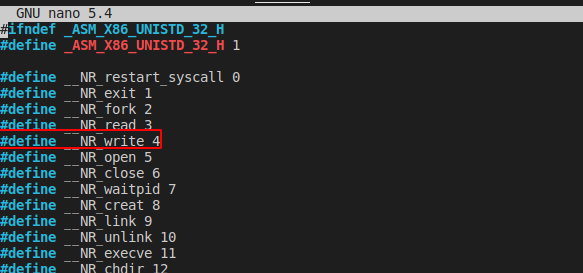 GNU nano 5.4
#ifndef _ASM_X86_UNISTD_32_H
#define _ASM_X86_UNISTD_32_H 1
#define __NR_restart_syscall 0
#define __NR_exit 1
#define __NR_fork 2
#define __NR_read 3
#define __NR_write 4
#define __NR_open 5
#define __NR_close 6
#define __NR_waitpid 7
#define __NR_creat 8
#define __NR_link 9
#define __NR_unlink 10
#define __NR_execve 11
#define __NR_chdir 12